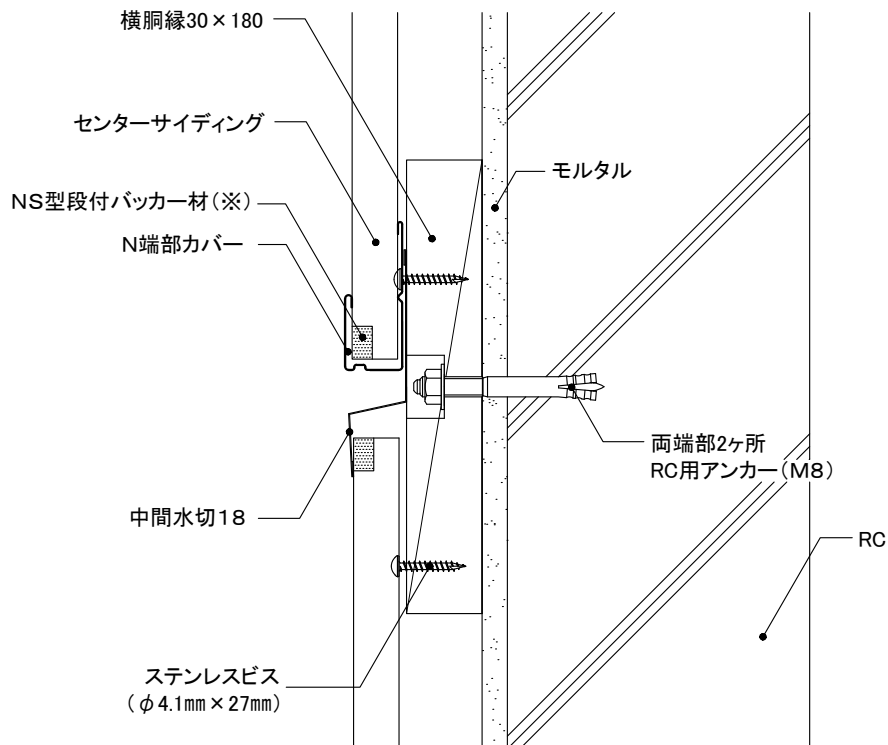 横胴縁30×180
センターサイディング
モルタル
NS型段付バッカー材(※)
N端部カバー
両端部2ヶ所
RC用アンカー(M8)
中間水切18
RC
ステンレスビス
(φ4.1mm×27mm)